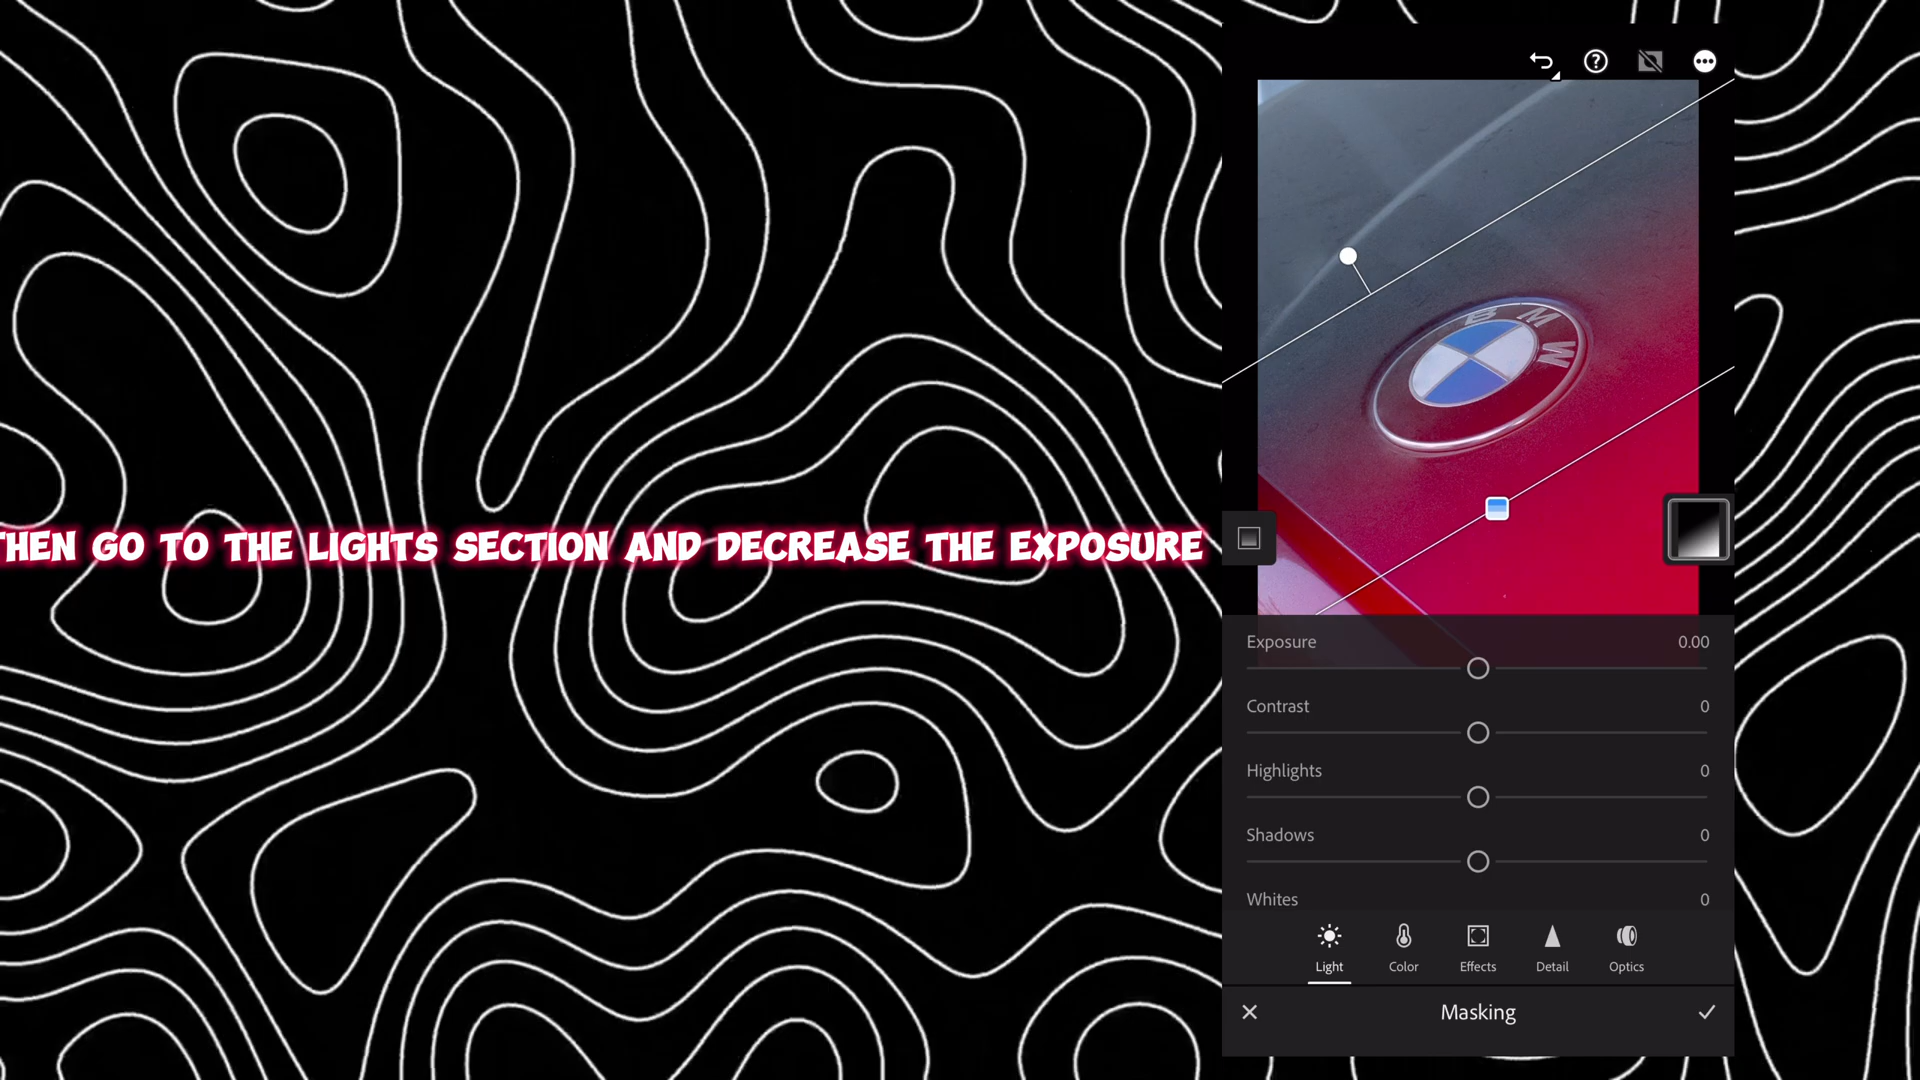 THEN GO TO THE LIGHTS SECTION AND DECREASE THE EXPOSURE
BMW
Exposure 0.00
Contrast 0
Highlights 0
Shadows 0
Whites 0
Light Color Effects Detail Optics
Masking